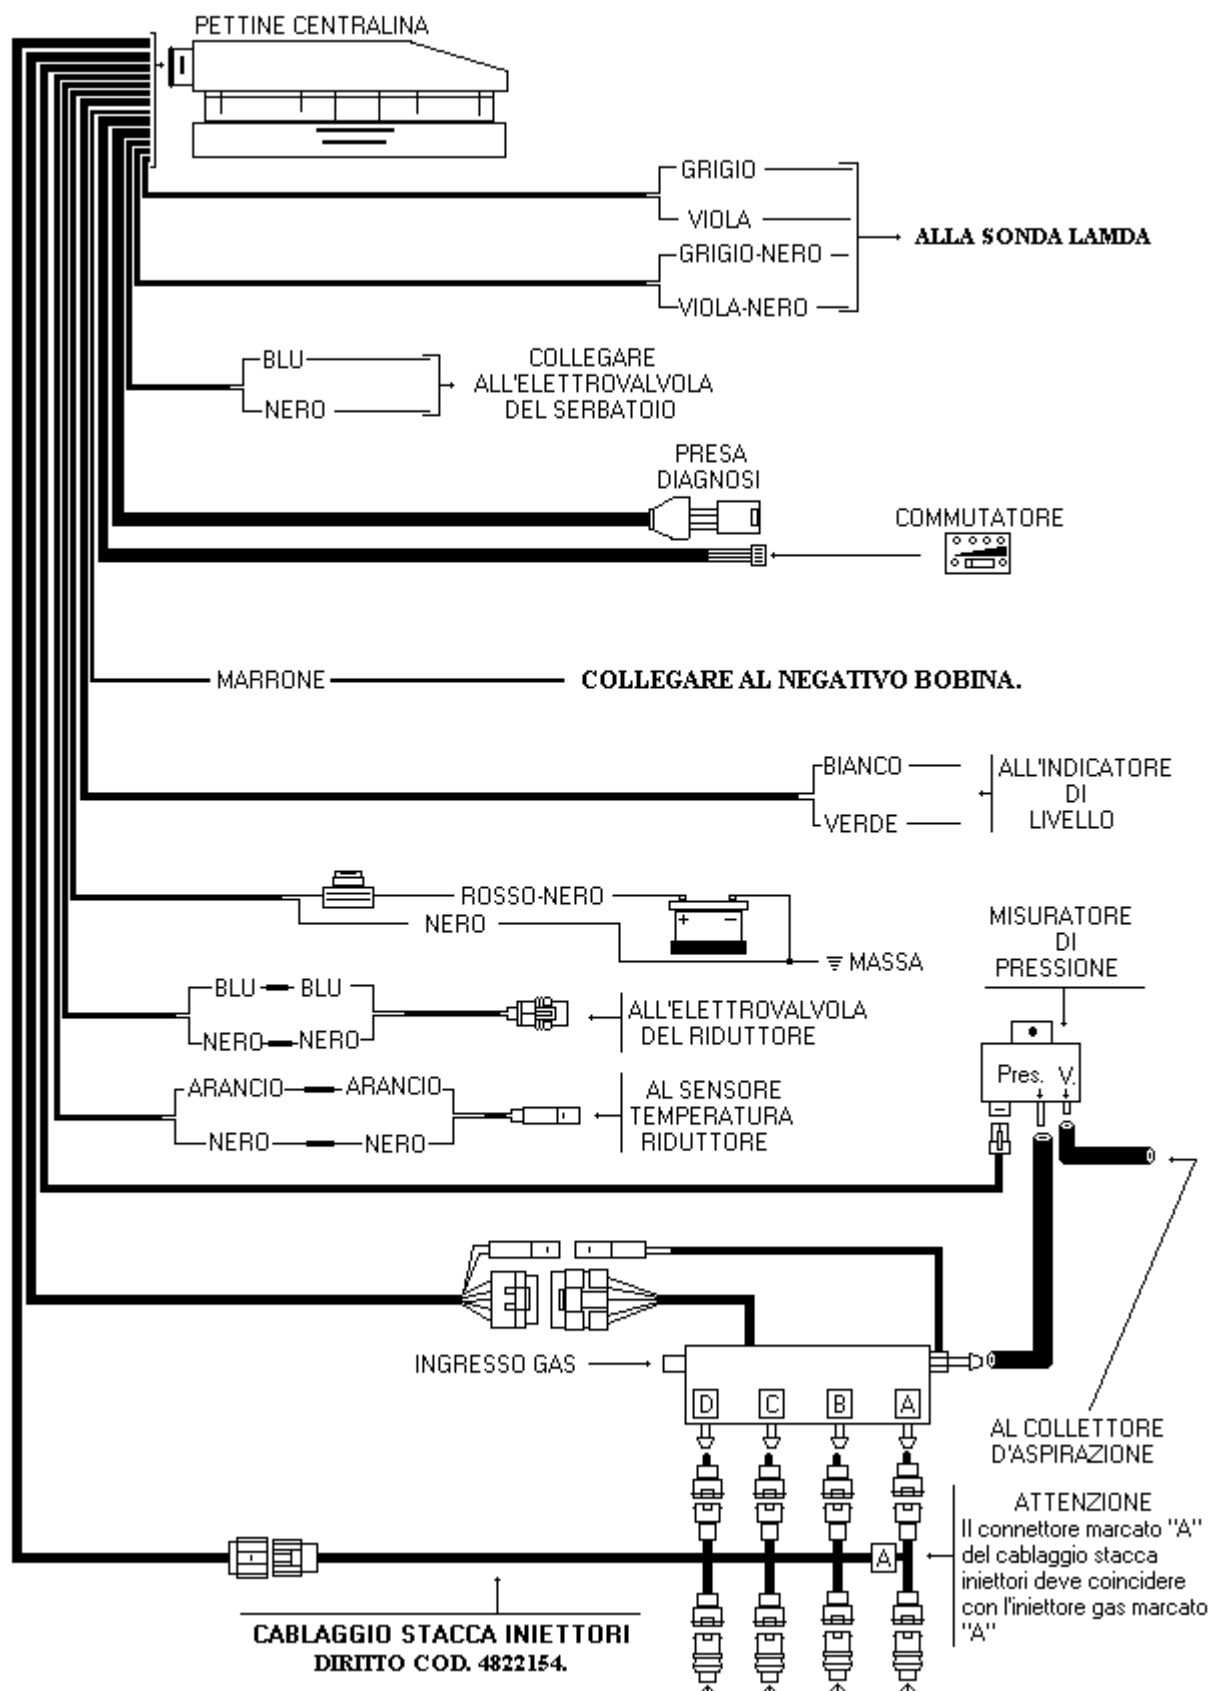 PETTINE CENTRALINA
GRIGIO
VIOLA
GRIGIO-NERO
VIOLA-NERO
ALLA SONDA LAMDA
BLU
NERO
COLLEGARE
ALL'ELETTROVALVOLA
DEL SERBATOIO
PRESA
DIAGNOSI
COMMUTATORE
MARRONE
COLLEGARE AL NEGATIVO BOBINA.
BIANCO
VERDE
ALL'INDICATORE
DI
LIVELLO
ROSSO-NERO
NERO
+ −
MASSA
MISURATORE
DI
PRESSIONE
BLU BLU
NERO NERO
ALL'ELETTROVALVOLA
DEL RIDUTTORE
Pres. V.
ARANCIO ARANCIO
NERO NERO
AL SENSORE
TEMPERATURA
RIDUTTORE
INGRESSO GAS
D C B A
AL COLLETTORE
D'ASPIRAZIONE
ATTENZIONE
Il connettore marcato "A"
del cablaggio stacca
iniettori deve coincidere
con l'iniettore gas marcato
"A"
A
CABLAGGIO STACCA INIETTORI
DIRITTO COD. 4822154.